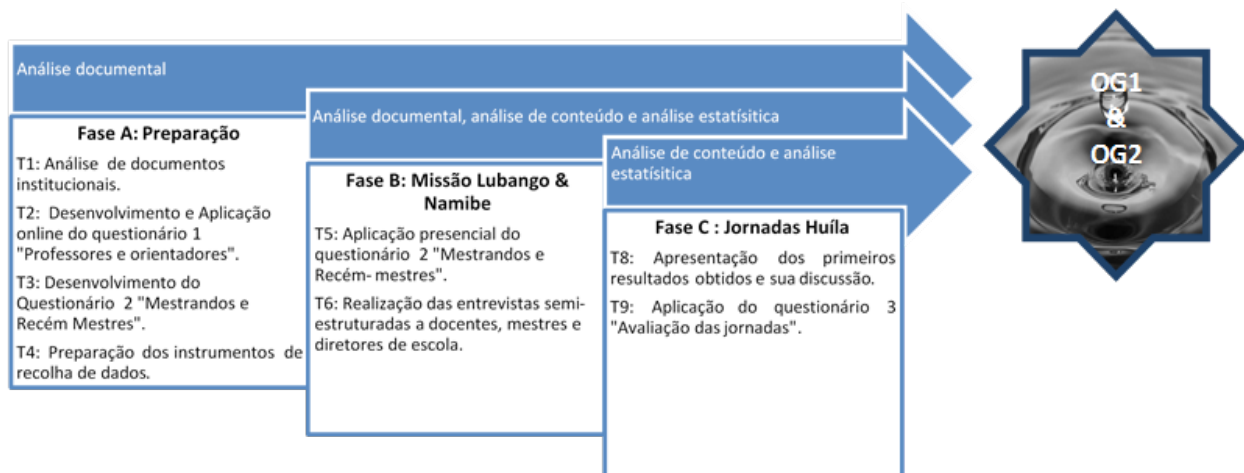 Análise documental
Fase A: Preparação
T1: Análise de documentos
institucionais.
T2: Desenvolvimento e Aplicação
online do questionário 1
"Professores e orientadores".
T3: Desenvolvimento do
Questionário 2 "Mestrandos e
Recém Mestres".
T4: Preparação dos instrumentos de
recolha de dados.
Análise documental, análise de conteúdo e análise estatísitica
Fase B: Missão Lubango &
Namibe
T5: Aplicação presencial do
questionário 2 "Mestrandos e
Recém- mestres".
T6: Realização das entrevistas semi-
estruturadas a docentes, mestres e
diretores de escola.
Análise de conteúdo e análise
estatísitica
Fase C : Jornadas Huíla
T8: Apresentação dos primeiros
resultados obtidos e sua discussão.
T9: Aplicação do questionário 3
"Avaliação das jornadas".
OG1
&
OG2